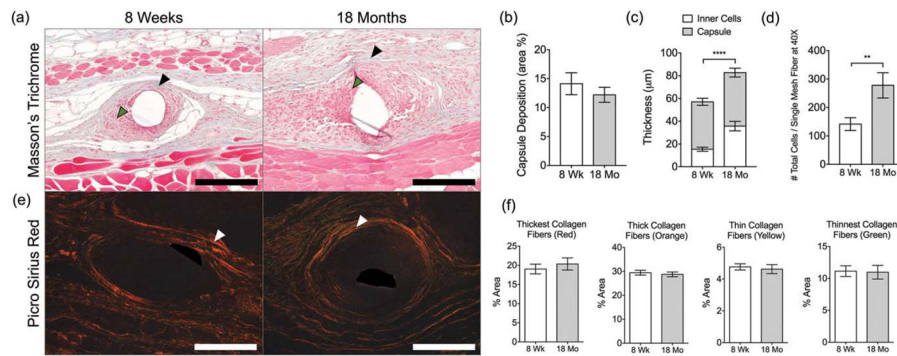 (a)
8 Weeks
18 Months
Masson's Trichrome
(e)
Picro Sirius Red
(b)
Capsule Deposition (area %)
20
15
10
5
0
8 Wk 18 Mo
(c)
Inner Cells
Capsule
Thickness (μm)
100
80
60
40
20
0
****
8 Wk 18 Mo
(d)
# Total Cells / Single Mesh Fiber at 40X
400
300
200
100
0
**
8 Wk 18 Mo
(f)
Thickest Collagen
Fibers (Red)
% Area
25
20
15
10
5
0
8 Wk 18 Mo
Thick Collagen
Fibers (Orange)
% Area
40
30
20
10
0
8 Wk 18 Mo
Thin Collagen
Fibers (Yellow)
% Area
6
4
2
0
8 Wk 18 Mo
Thinnest Collagen
Fibers (Green)
% Area
15
10
5
0
8 Wk 18 Mo